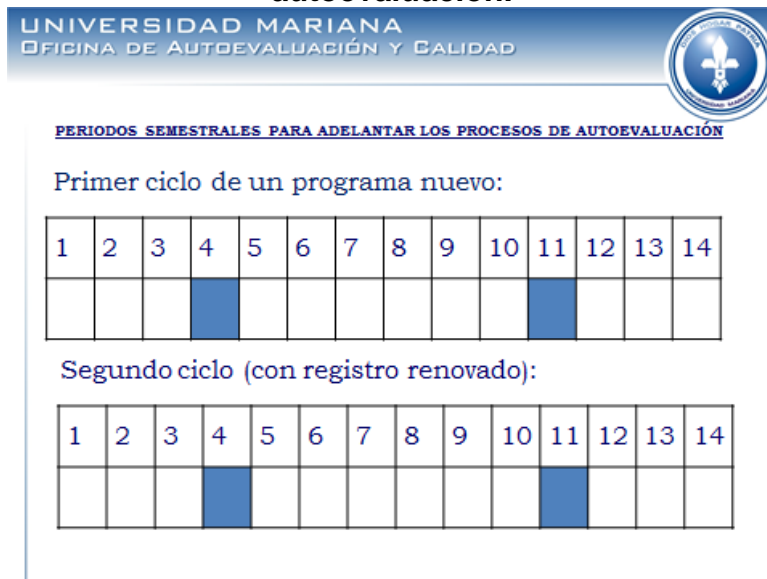 autoevaluación.
UNIVERSIDAD MARIANA
OFICINA DE AUTOEVALUACIÓN Y CALIDAD
PERIODOS SEMESTRALES PARA ADELANTAR LOS PROCESOS DE AUTOEVALUACIÓN
Primer ciclo de un programa nuevo:
1 2 3 4 5 6 7 8 9 10 11 12 13 14
Segundo ciclo (con registro renovado):
1 2 3 4 5 6 7 8 9 10 11 12 13 14